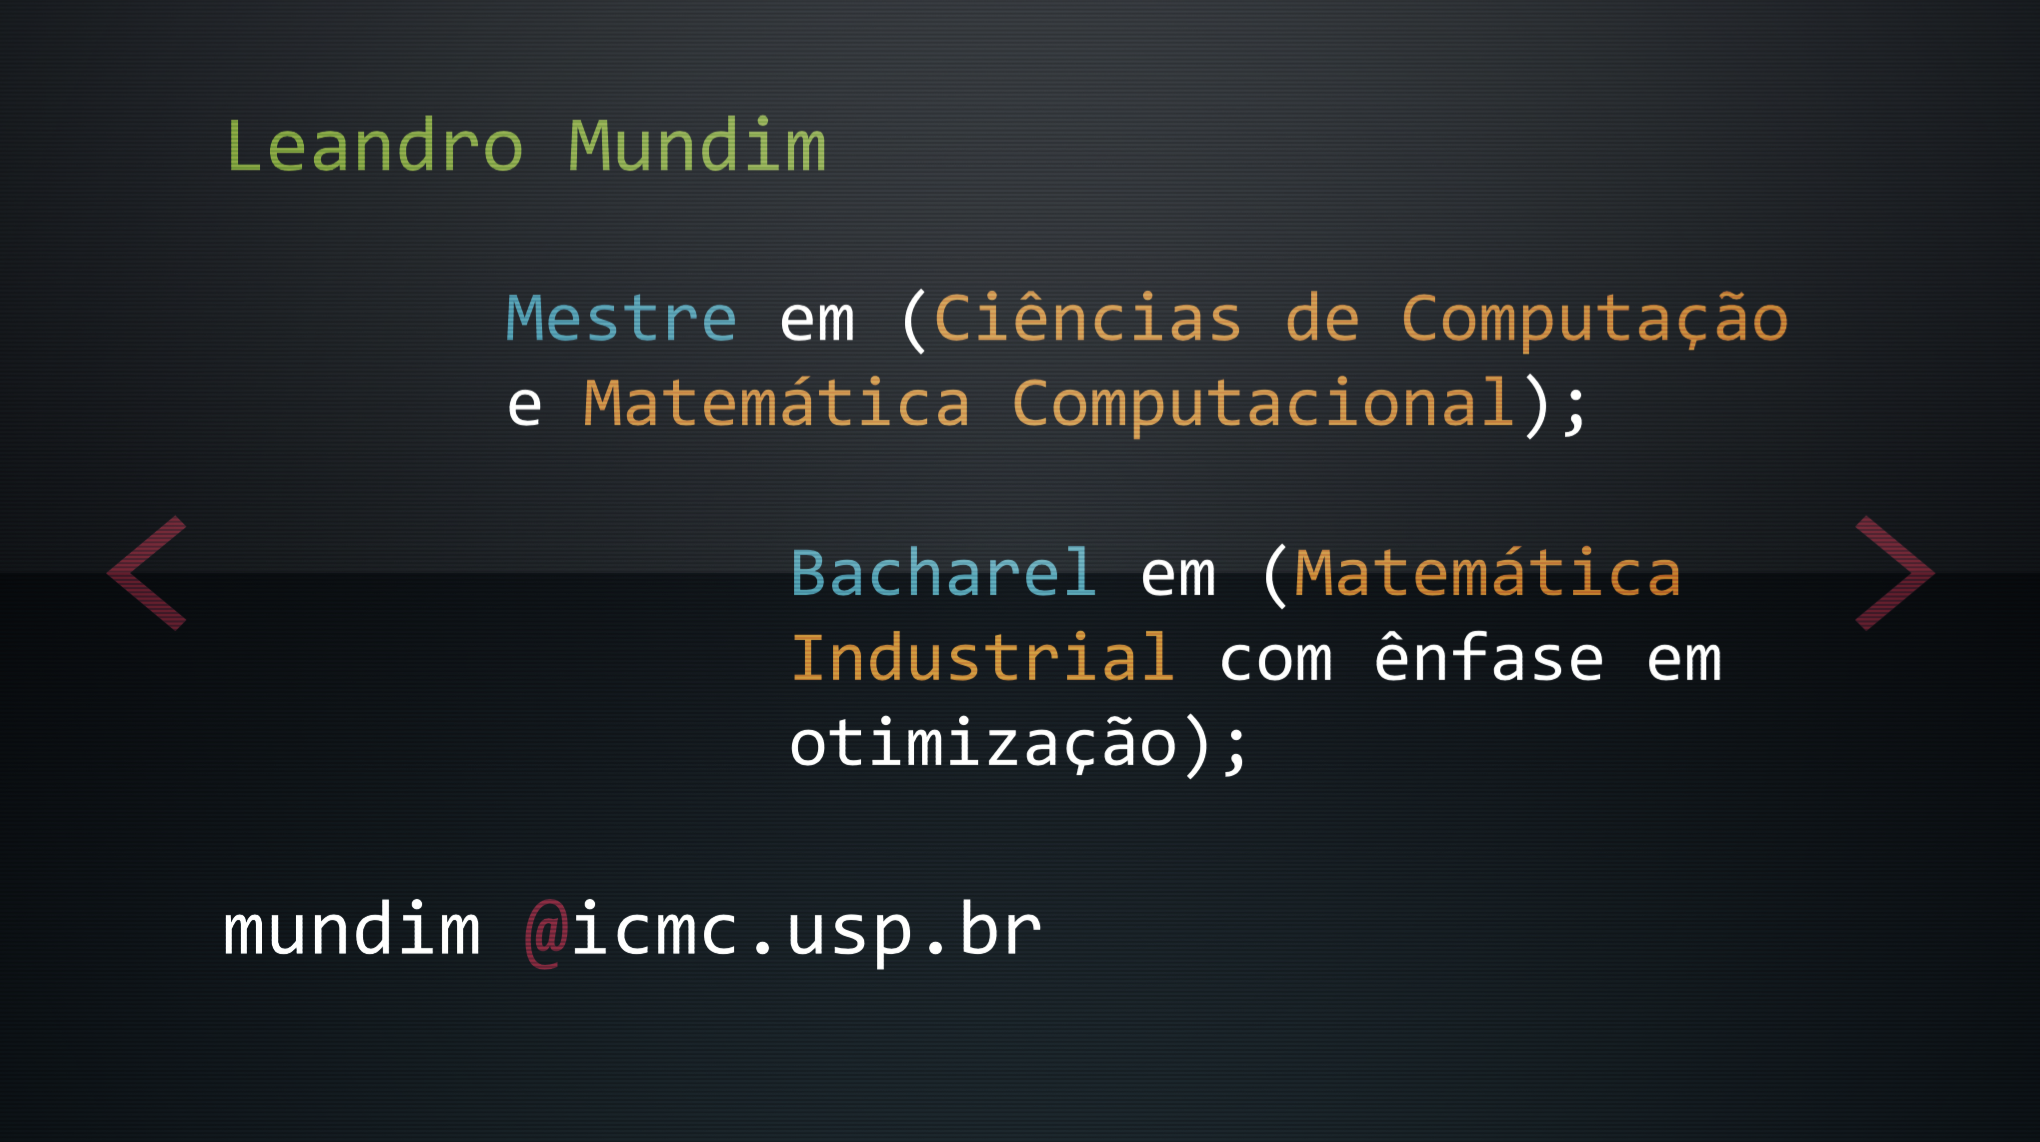 Leandro Mundim
Mestre em (Ciências de Computação
e Matemática Computacional);
< >
Bacharel em (Matemática
Industrial com ênfase em
otimização);
mundim @icmc.usp.br